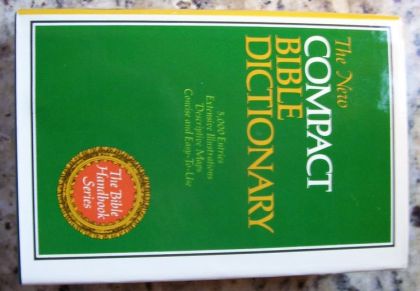 The New
COMPACT
BIBLE
DICTIONARY
5,000 Entries
Extensive Illustrations
Descriptive Maps
Concise and Easy-To-Use
The Bible
Handbook
Series